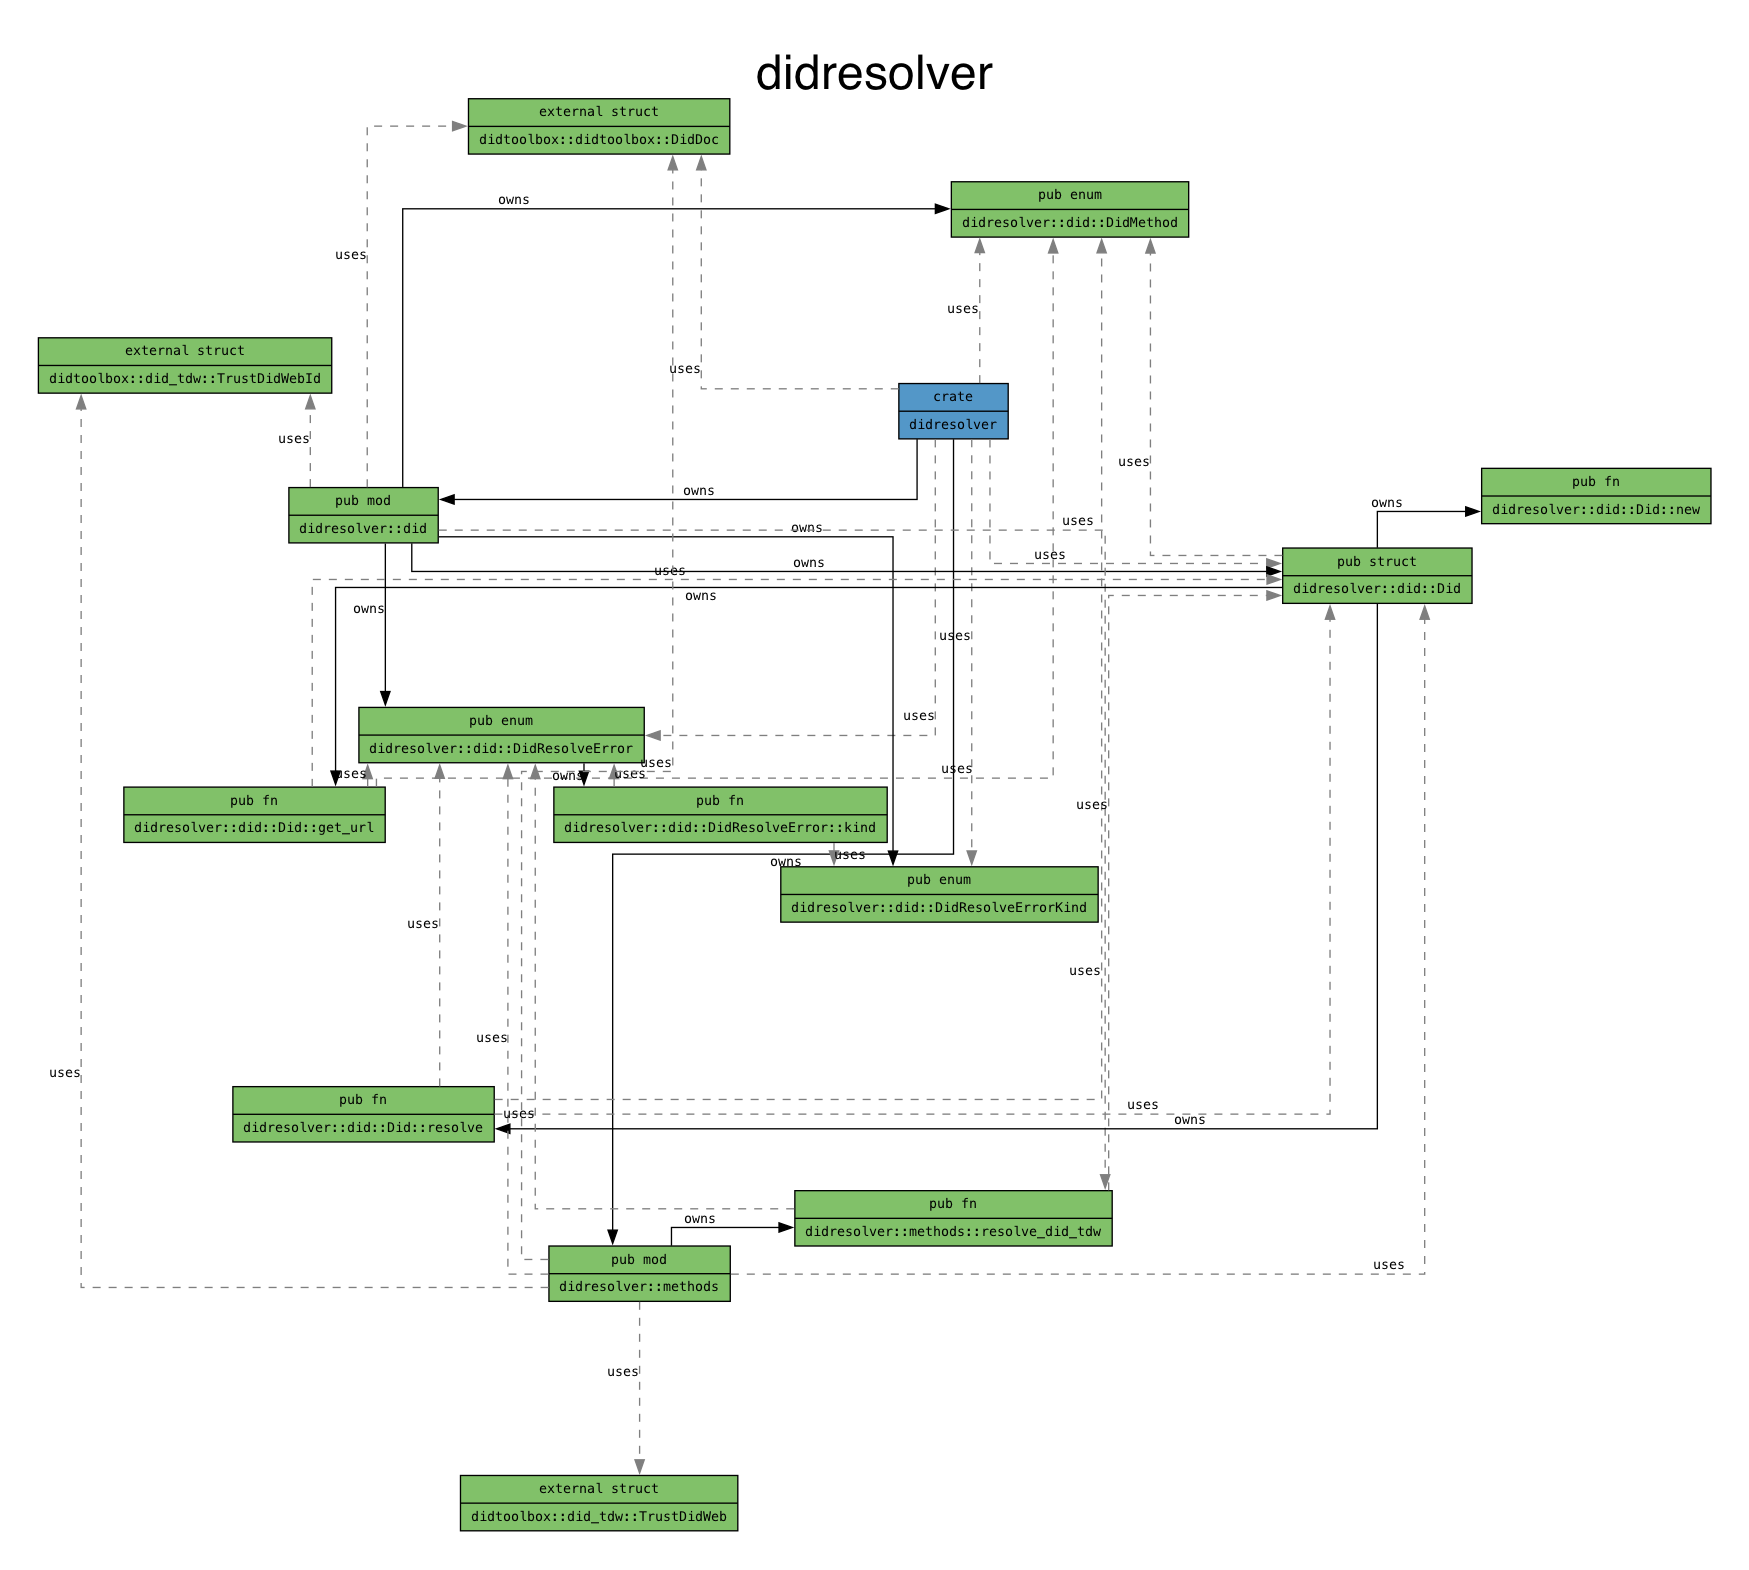 didresolver
external struct
didtoolbox::didtoolbox::DidDoc
pub enum
didresolver::did::DidMethod
owns
uses
uses
external struct
didtoolbox::did_tdw::TrustDidWebId
uses
crate
didresolver
uses
uses
pub mod
didresolver::did
owns
pub fn
didresolver::did::Did::new
owns
uses
owns
uses
pub struct
didresolver::did::Did
owns
uses
owns
owns
uses
uses
pub enum
didresolver::did::DidResolveError
uses
uses
owns
uses
uses
pub fn
didresolver::did::Did::get_url
pub fn
didresolver::did::DidResolveError::kind
uses
uses
owns
pub enum
didresolver::did::DidResolveErrorKind
uses
uses
uses
uses
pub fn
didresolver::did::Did::resolve
uses
uses
owns
pub fn
didresolver::methods::resolve_did_tdw
owns
pub mod
didresolver::methods
uses
uses
external struct
didtoolbox::did_tdw::TrustDidWeb